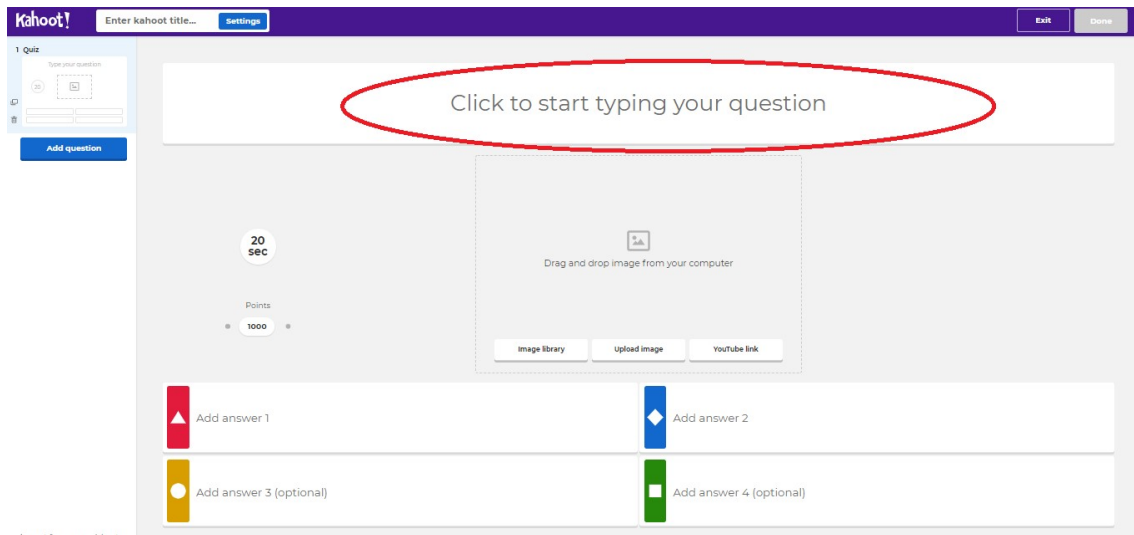 Kahoot!
Enter kahoot title...
Settings
Exit
Done
1 Quiz
Type your question
20
Add question
Click to start typing your question
20
sec
Drag and drop image from your computer
Points
1000
Image library
Upload image
YouTube link
Add answer 1
Add answer 2
Add answer 3 (optional)
Add answer 4 (optional)